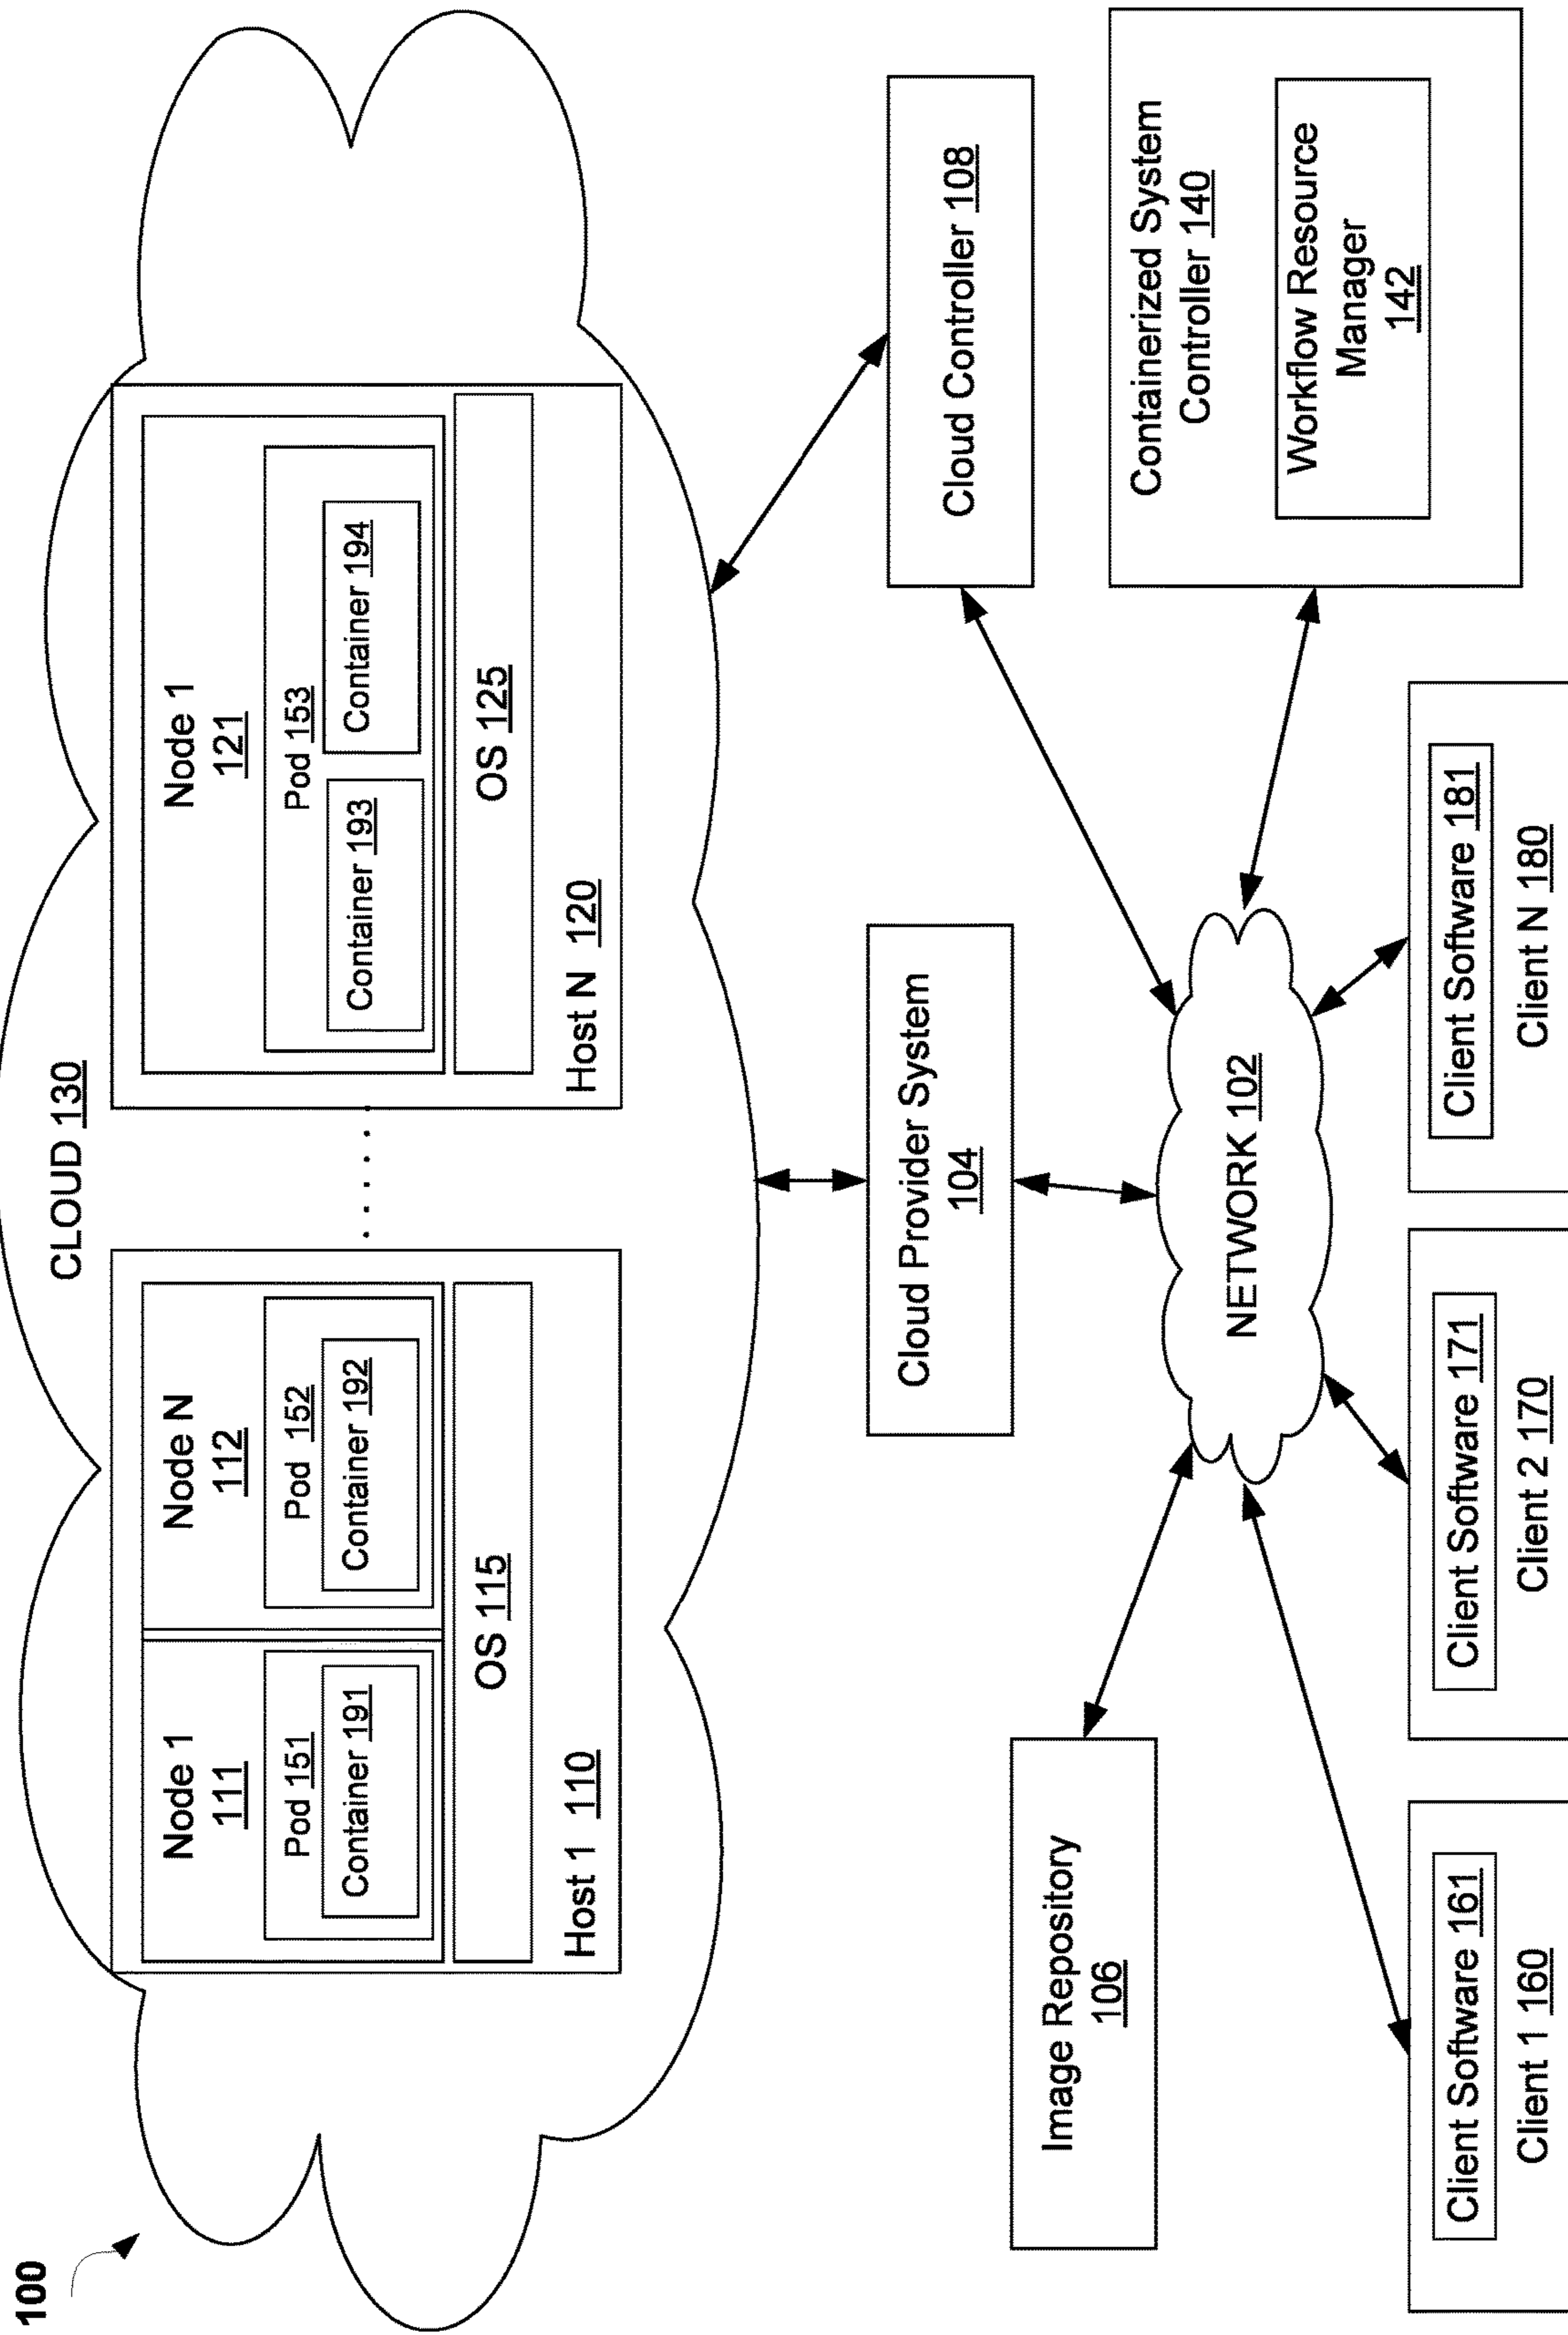 100
CLOUD 130
Node 1
111
Pod 151
Container 191
Node N
112
Pod 152
Container 192
OS 115
Host 1 110
. . . . . .
Node 1
121
Pod 153
Container 193
Container 194
OS 125
Host N 120
Cloud Provider System
104
Cloud Controller 108
Image Repository
106
NETWORK 102
Containerized System
Controller 140
Workflow Resource
Manager
142
Client Software 161
Client 1 160
Client Software 171
Client 2 170
Client Software 181
Client N 180